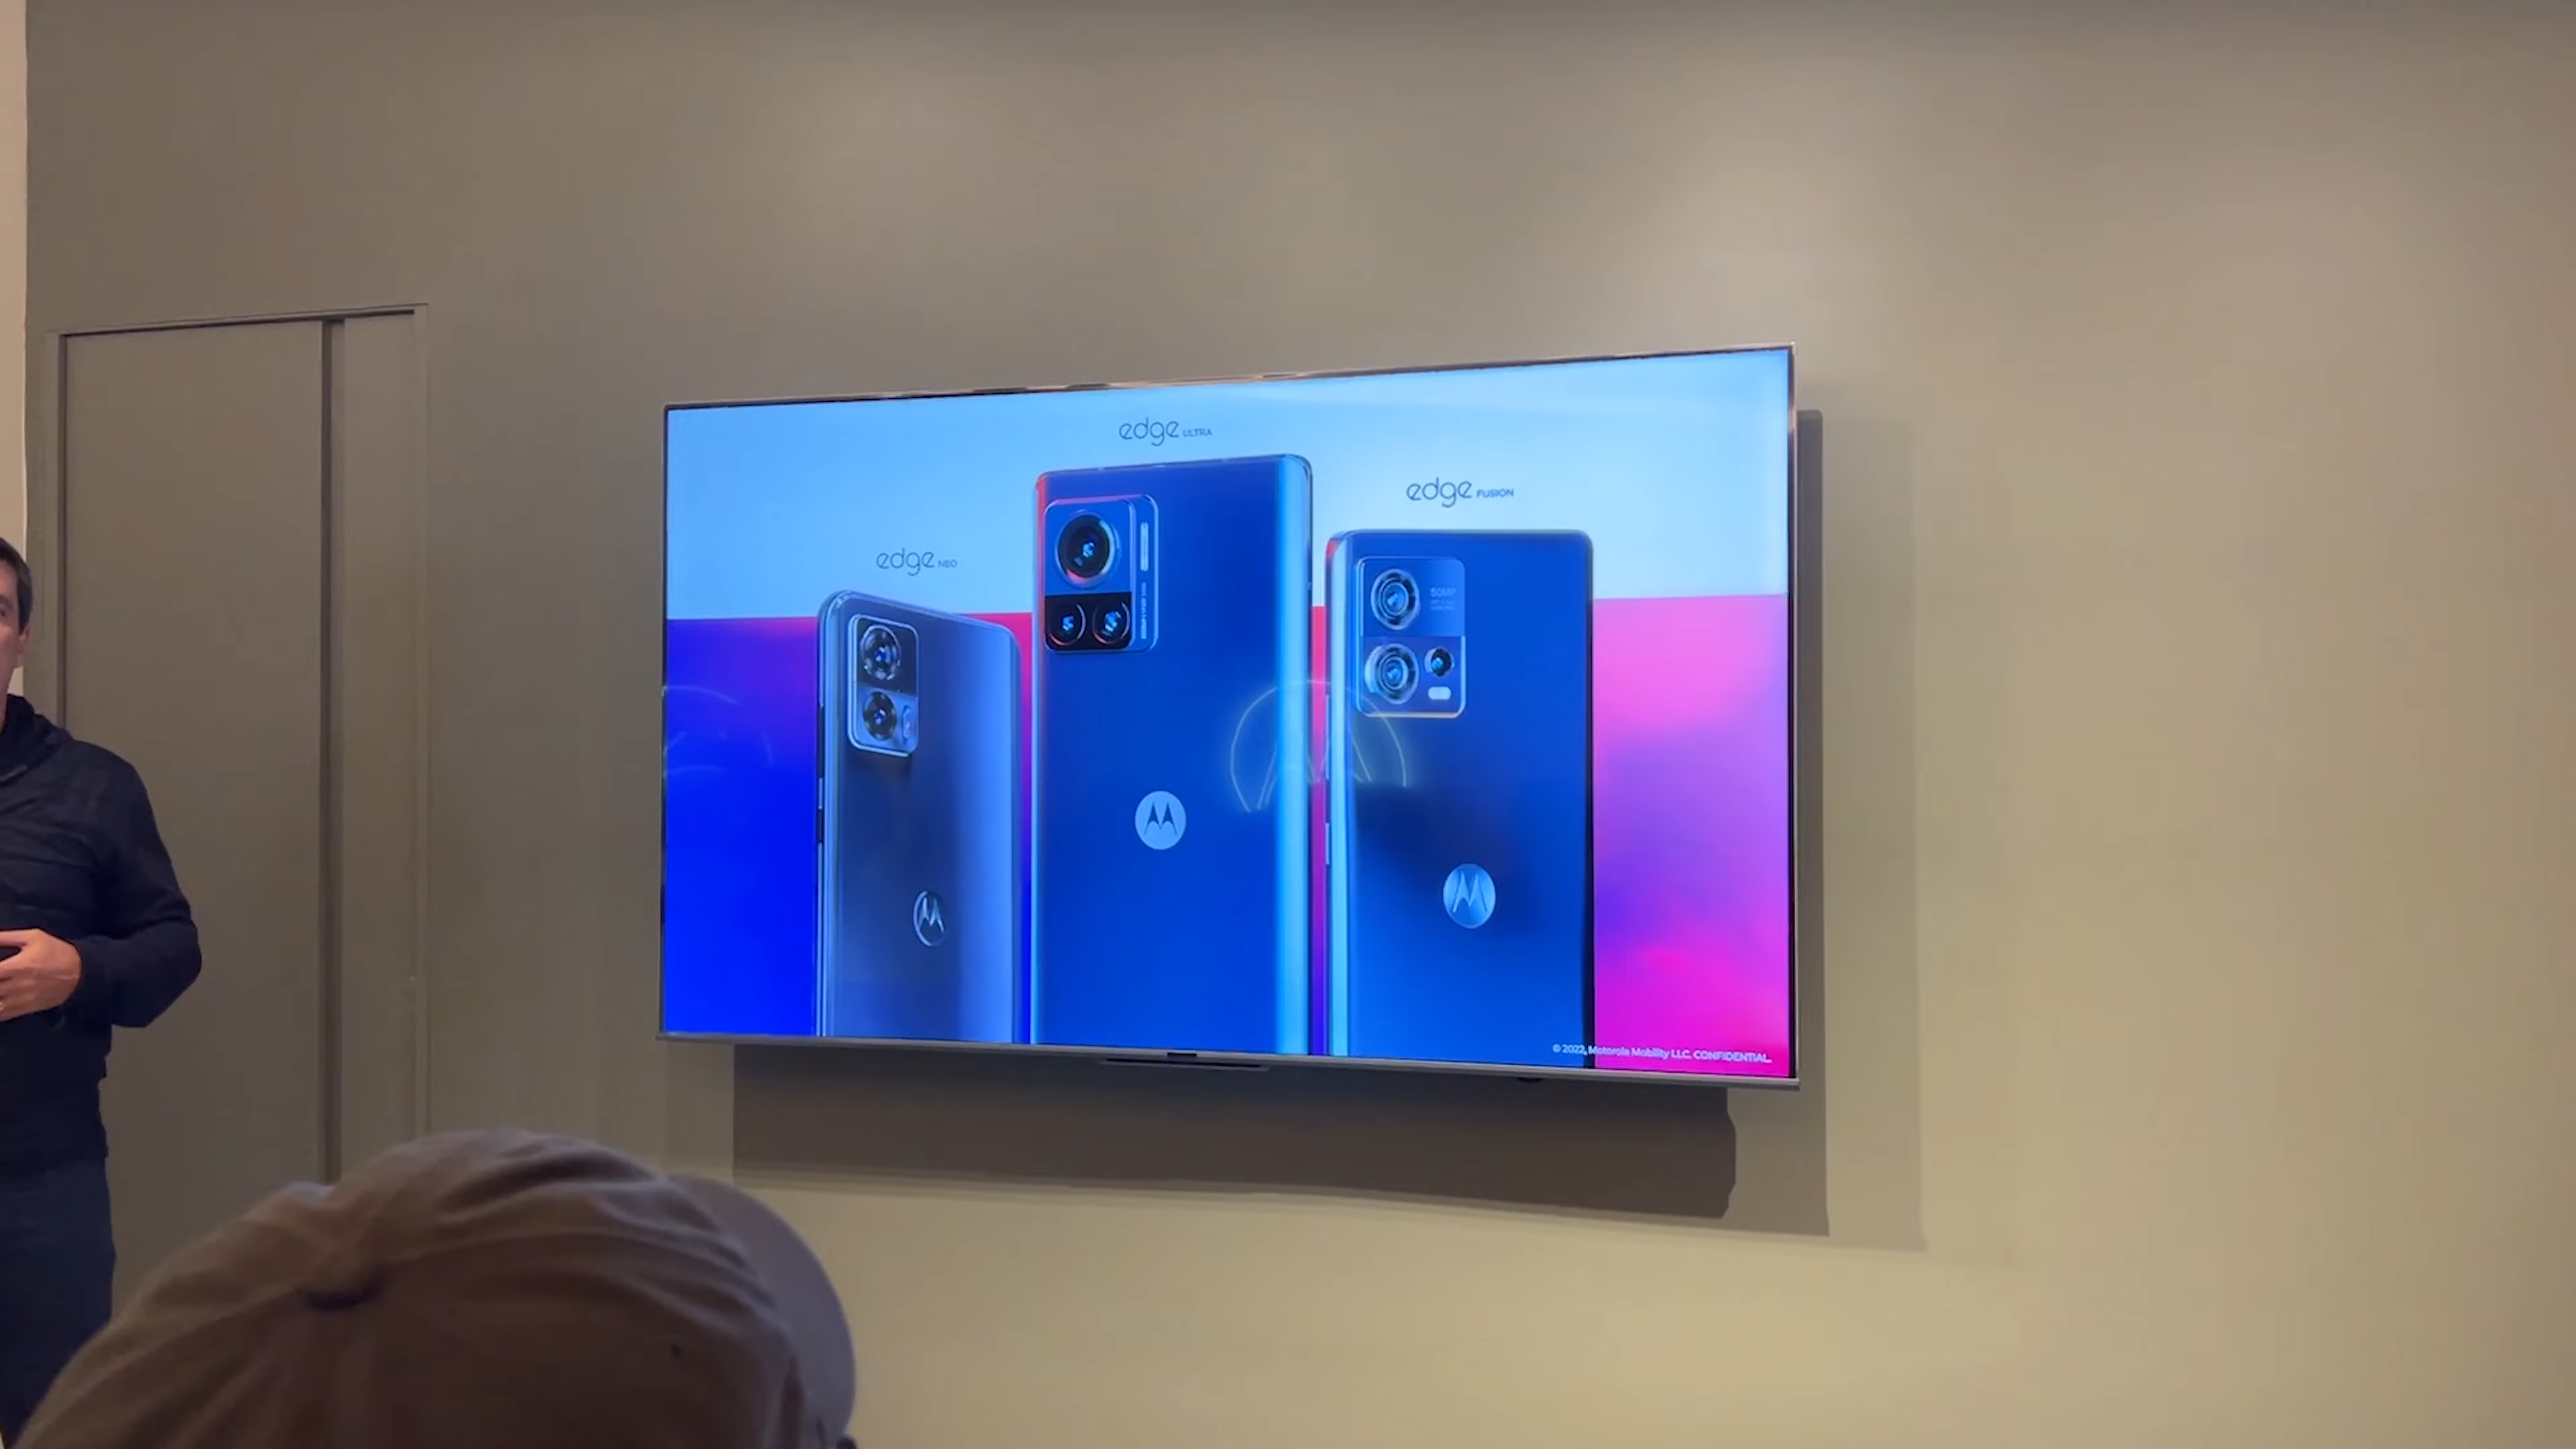 edge ULTRA
edge FUSION
edge NEO
50MP
© 2022, Motorola Mobility LLC. CONFIDENTIAL.